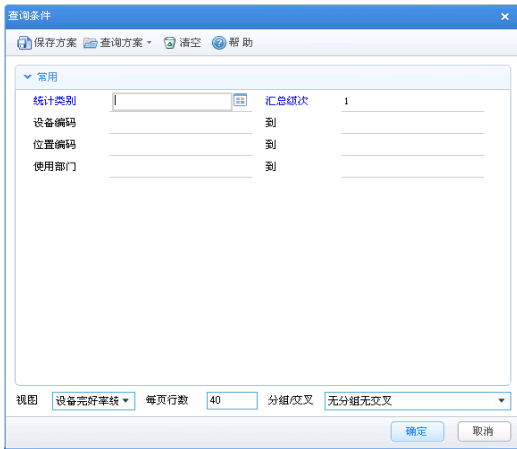 查询条件
保存方案 查询方案 清空 帮助
常用
统计类别 汇总级次 1
设备编码 到
位置编码 到
使用部门 到
视图 设备完好率统 每页行数 40 分组/交叉 无分组无交叉
确定 取消